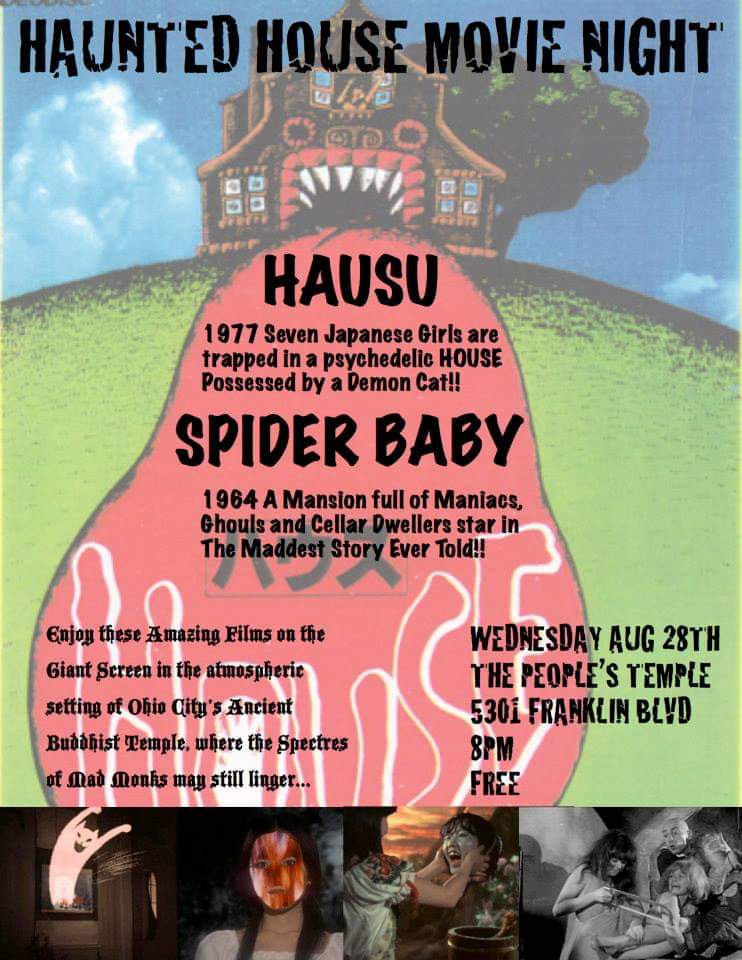 HAUNTED HOUSE MOVIE NIGHT
HAUSU
1977 Seven Japanese Girls are
trapped in a psychedelic HOUSE
Possessed by a Demon Cat!!
SPIDER BABY
1964 A Mansion full of Maniacs,
Ghouls and Cellar Dwellers star in
The Maddest Story Ever Told!!
ハウス
HOUSE
Enjoy these Amazing Films on the
Giant Screen in the atmospheric
setting of Ohio City's Ancient
Buddhist Temple, where the Spectres
of Mad Monks may still linger...
WEDNESDAY AUG 28TH
THE PEOPLE'S TEMPLE
5301 FRANKLIN BLVD
8PM
FREE